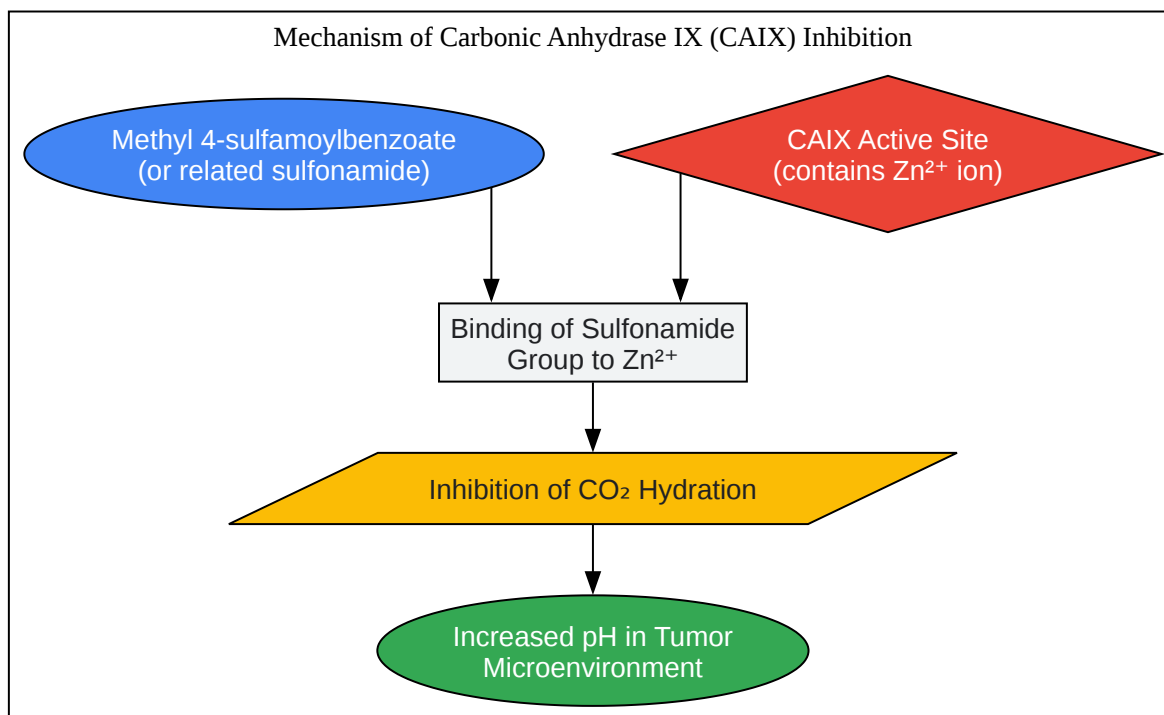 Mechanism of Carbonic Anhydrase IX (CAIX) Inhibition
Methyl 4-sulfamoylbenzoate
(or related sulfonamide)
CAIX Active Site
(contains Zn²⁺ ion)
Binding of Sulfonamide
Group to Zn²⁺
Inhibition of CO₂ Hydration
Increased pH in Tumor
Microenvironment